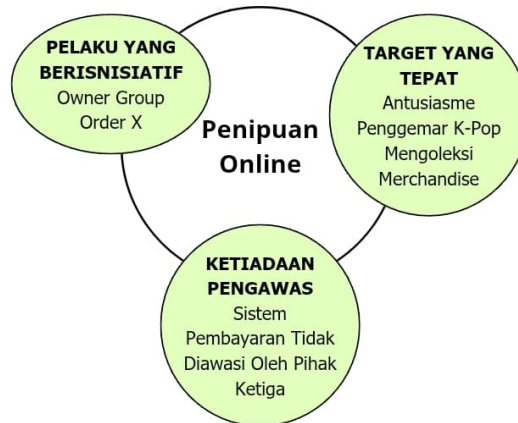 PELAKU YANG
BERISNISIATIF
Owner Group
Order X
TARGET YANG
TEPAT
Antusiasme
Penggemar K-Pop
Mengoleksi
Merchandise
Penipuan
Online
KETIADAAN
PENGAWAS
Sistem
Pembayaran Tidak
Diawasi Oleh Pihak
Ketiga